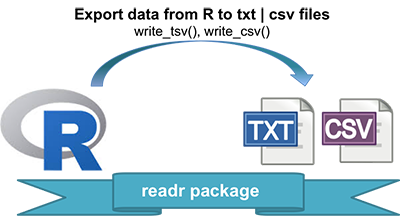 Export data from R to txt | csv files
write_tsv(), write_csv()
R
TXT
CSV
readr package